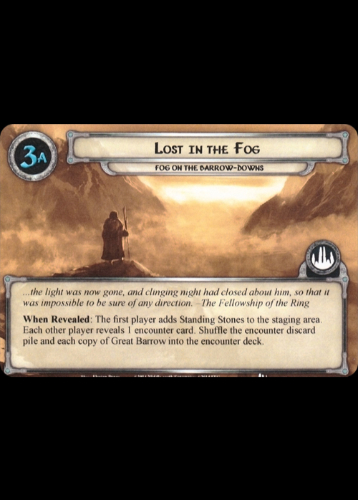 3A
LOST IN THE FOG
FOG ON THE BARROW-DOWNS
...the light was now gone, and clinging night had closed about him, so that it
was impossible to be sure of any direction. –The Fellowship of the Ring
When Revealed: The first player adds Standing Stones to the staging area
Each other player reveals 1 encounter card. Shuffle the encounter discard
pile and each copy of Great Barrow into the encounter deck.